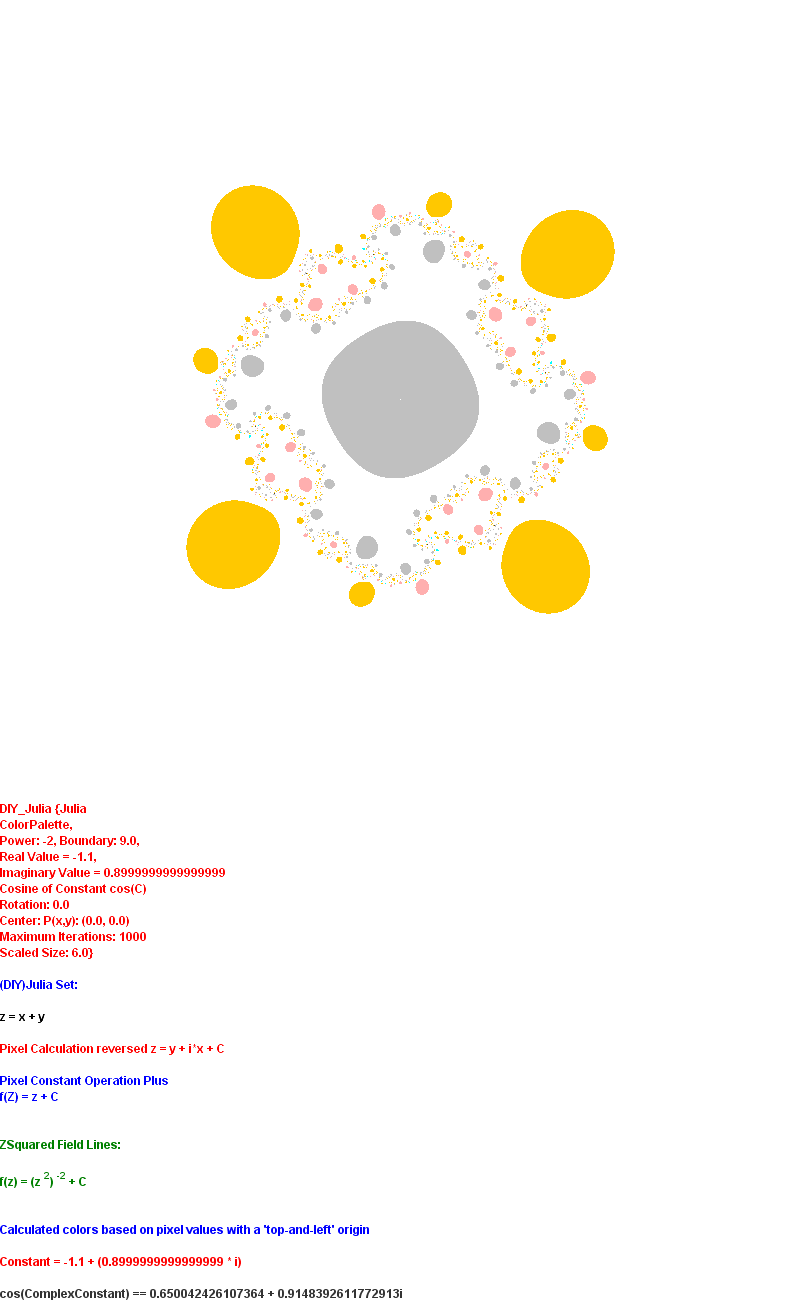 DIY_Julia {Julia
ColorPalette,
Power: -2, Boundary: 9.0,
Real Value = -1.1,
Imaginary Value = 0.8999999999999999
Cosine of Constant cos(C)
Rotation: 0.0
Center: P(x,y): (0.0, 0.0)
Maximum Iterations: 1000
Scaled Size: 6.0}
(DIY)Julia Set:
z = x + y
Pixel Calculation reversed z = y + i*x + C
Pixel Constant Operation Plus
f(Z) = z + C
ZSquared Field Lines:
f(z) = (z ²) ⁻² + C
Calculated colors based on pixel values with a 'top-and-left' origin
Constant = -1.1 + (0.8999999999999999 * i)
cos(ComplexConstant) == 0.650042426107364 + 0.9148392611772913i